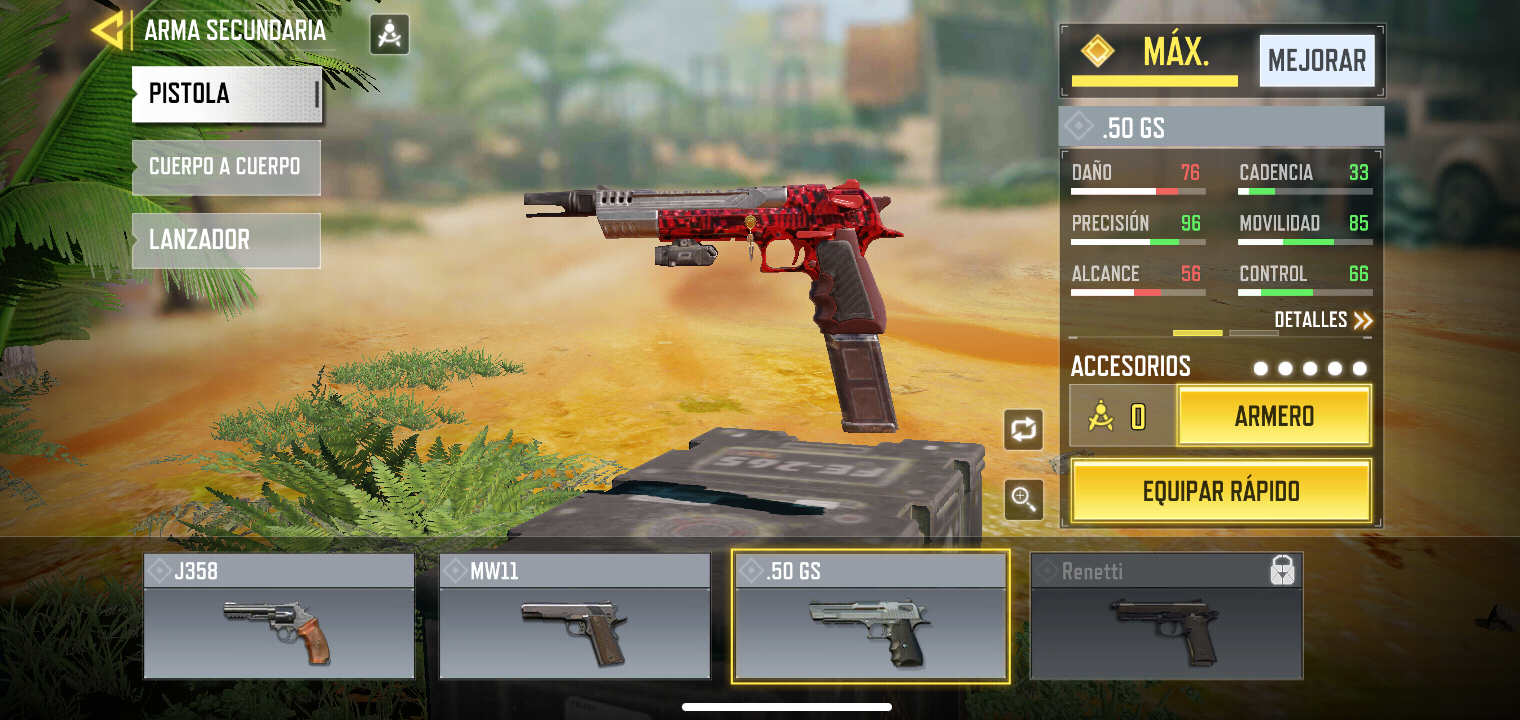 ARMA SECUNDARIA
PISTOLA
CUERPO A CUERPO
LANZADOR
MÁX.
MEJORAR
.50 GS
DAÑO 76
CADENCIA 33
PRECISIÓN 96
MOVILIDAD 85
ALCANCE 56
CONTROL 66
DETALLES
ACCESORIOS
0
ARMERO
EQUIPAR RÁPIDO
J358
MW11
.50 GS
Renetti